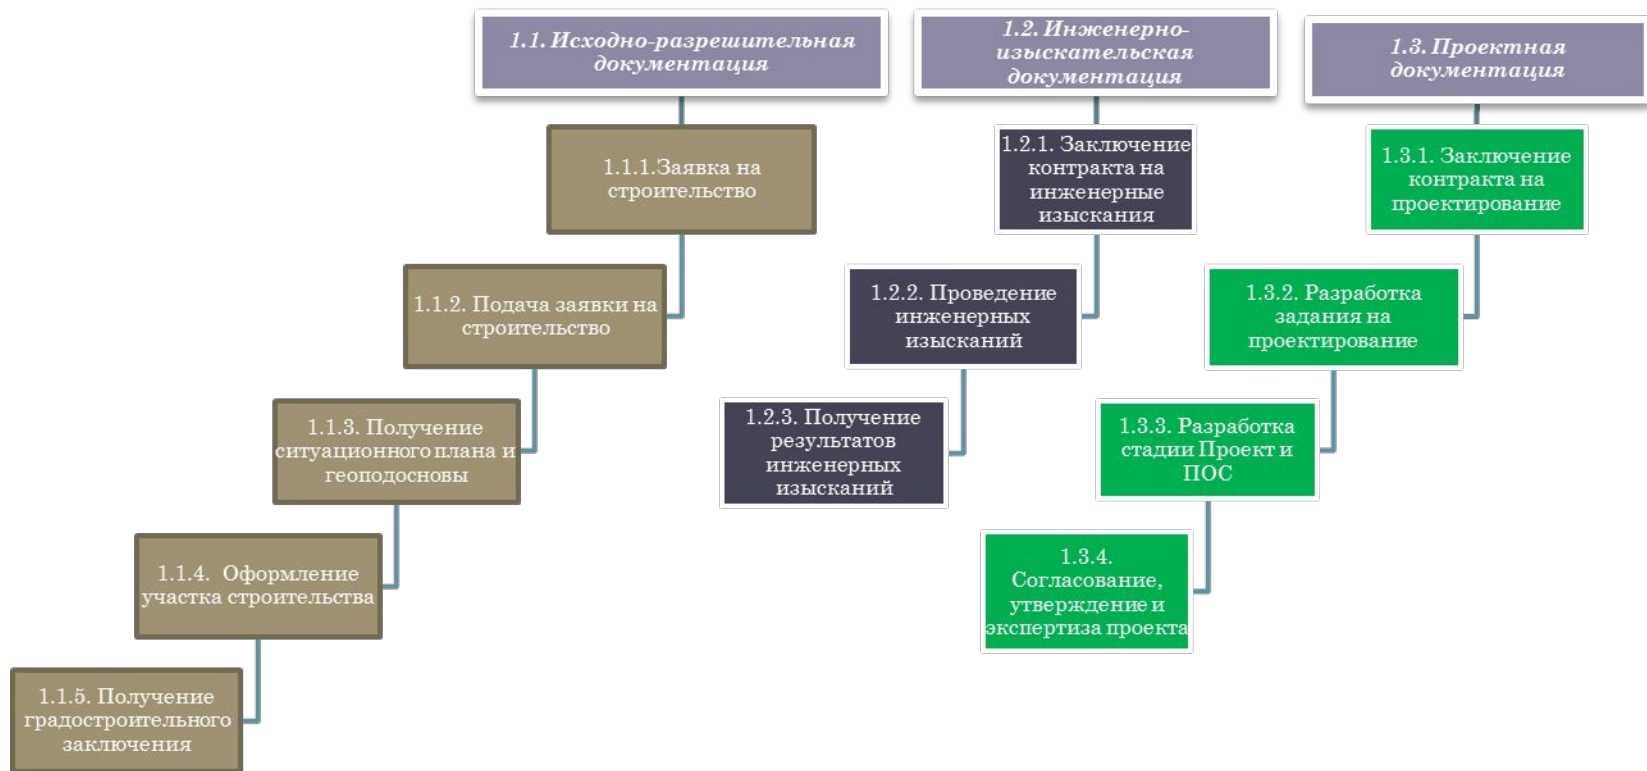 1.1. Исходно-разрешительная
документация
1.1.1.Заявка на
строительство
1.1.2. Подача заявки на
строительство
1.1.3. Получение
ситуационного плана и
геоподосновы
1.1.4. Оформление
участка строительства
1.1.5. Получение
градостроительного
заключения
1.2. Инженерно-
изыскательская
документация
1.2.1. Заключение
контракта на
инженерные
изыскания
1.2.2. Проведение
инженерных
изысканий
1.2.3. Получение
результатов
инженерных
изысканий
1.3. Проектная
документация
1.3.1. Заключение
контракта на
проектирование
1.3.2. Разработка
задания на
проектирование
1.3.3. Разработка
стадии Проект и
ПОС
1.3.4.
Согласование,
утверждение и
экспертиза проекта